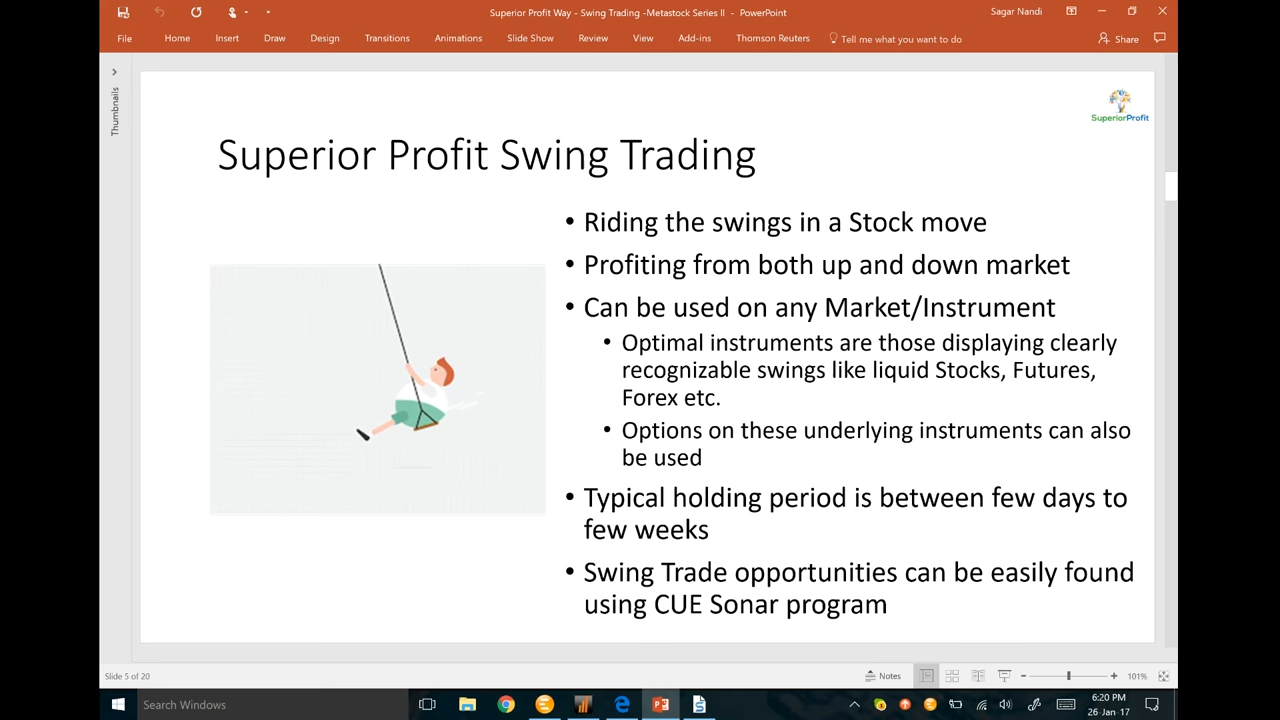 Superior Profit Way - Swing Trading -Metastock Series II - PowerPoint
Sagar Nandi
File Home Insert Draw Design Transitions Animations Slide Show Review View Add-ins Thomson Reuters Tell me what you want to do Share
Thumbnails
SuperiorProfit
Superior Profit Swing Trading
• Riding the swings in a Stock move
• Profiting from both up and down market
• Can be used on any Market/Instrument
• Optimal instruments are those displaying clearly
recognizable swings like liquid Stocks, Futures,
Forex etc.
• Options on these underlying instruments can also
be used
• Typical holding period is between few days to
few weeks
• Swing Trade opportunities can be easily found
using CUE Sonar program
Slide 5 of 20
Notes
101%
Search Windows
6:20 PM
26-Jan-17